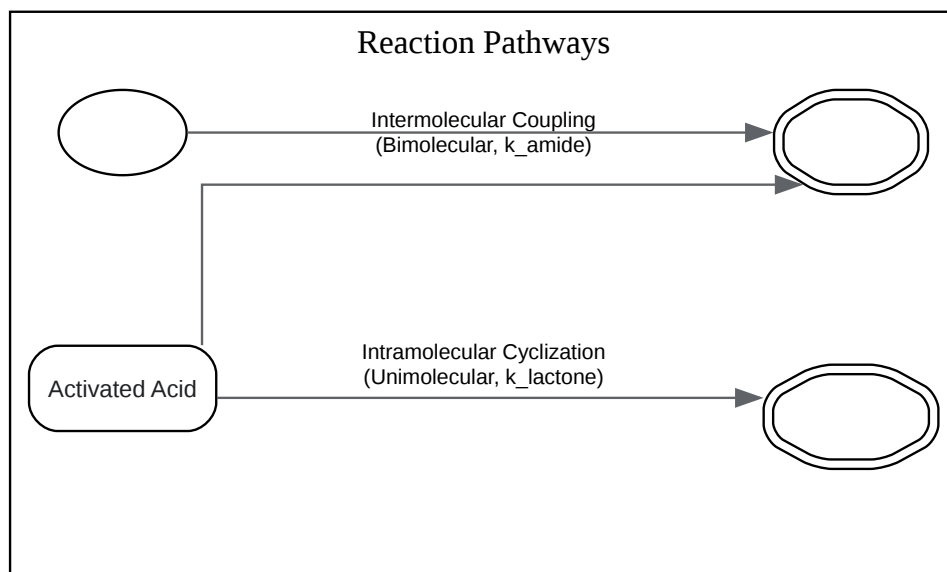 Reaction Pathways
Intermolecular Coupling
(Bimolecular, k_amide)
Intramolecular Cyclization
(Unimolecular, k_lactone)
Activated Acid